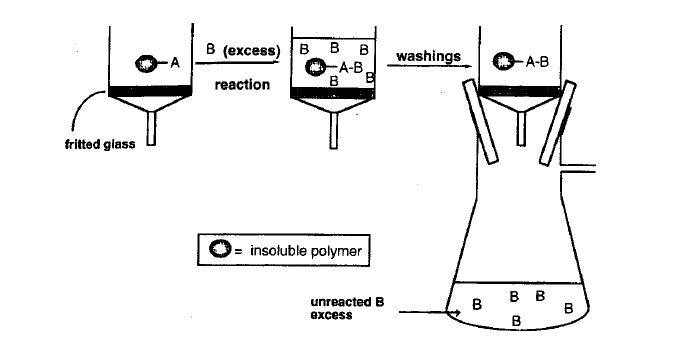 A
B (excess)
reaction
B B B
A-B
B B
washings
A-B
fritted glass
= insoluble polymer
unreacted B
excess
B B B B
B